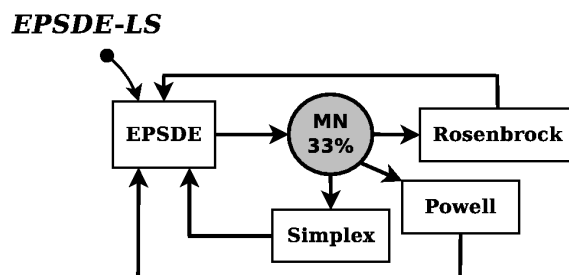 EPSDE-LS
EPSDE
MN
33%
Rosenbrock
Powell
Simplex